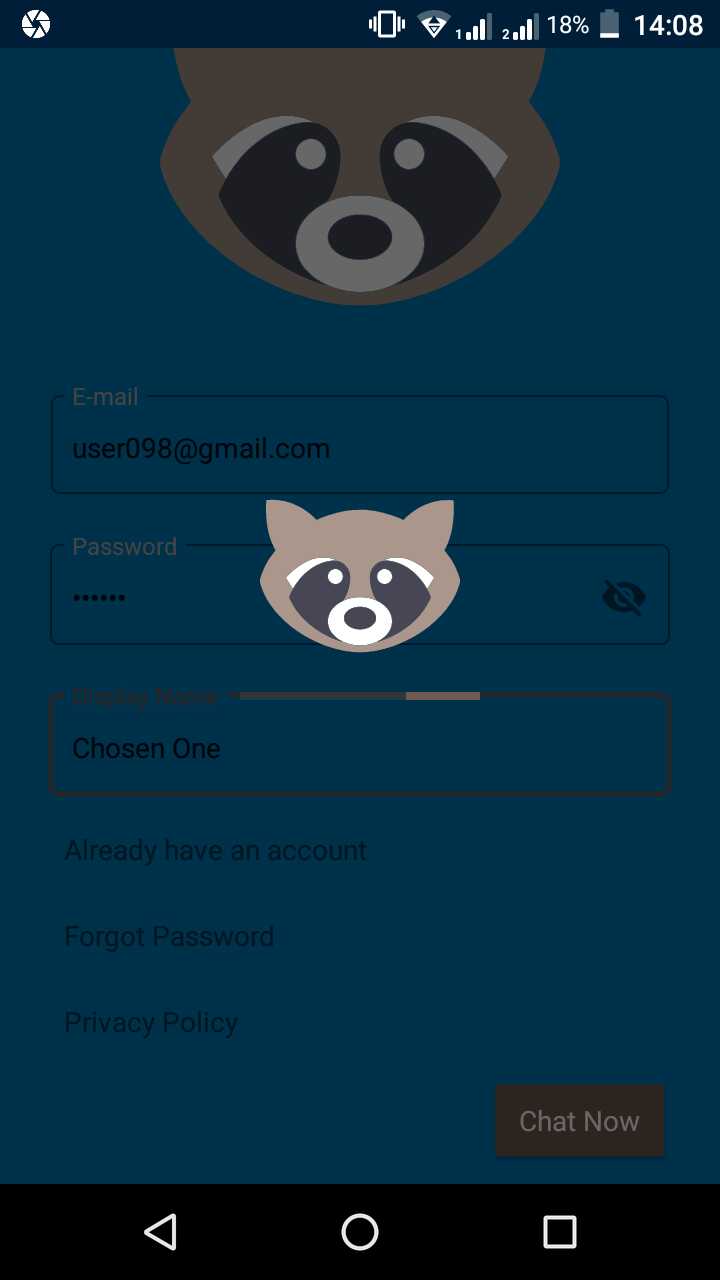 1 2 18% 14:08
E-mail
user098@gmail.com
Password
••••••
Display Name
Chosen One
Already have an account
Forgot Password
Privacy Policy
Chat Now